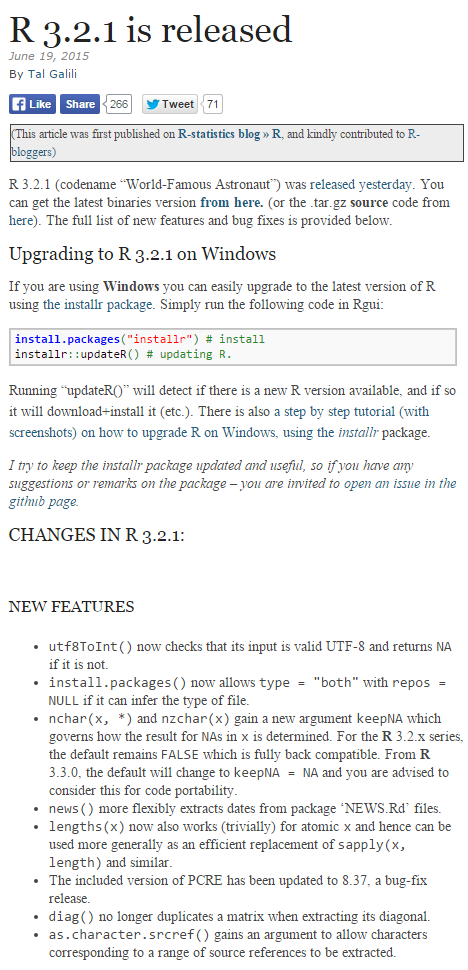 R 3.2.1 is released
June 19, 2015
By Tal Galili
Like Share 266 Tweet 71
(This article was first published on R-statistics blog » R, and kindly contributed to R-
bloggers)
R 3.2.1 (codename “World-Famous Astronaut”) was released yesterday. You
can get the latest binaries version from here. (or the .tar.gz source code from
here). The full list of new features and bug fixes is provided below.
Upgrading to R 3.2.1 on Windows
If you are using Windows you can easily upgrade to the latest version of R
using the installr package. Simply run the following code in Rgui:
install.packages("installr") # install
installr::updateR() # updating R.
Running “updateR()” will detect if there is a new R version available, and if so
it will download+install it (etc.). There is also a step by step tutorial (with
screenshots) on how to upgrade R on Windows, using the installr package.
I try to keep the installr package updated and useful, so if you have any
suggestions or remarks on the package – you are invited to open an issue in the
github page.
CHANGES IN R 3.2.1:
NEW FEATURES
• utf8ToInt() now checks that its input is valid UTF-8 and returns NA
if it is not.
• install.packages() now allows type = "both" with repos =
NULL if it can infer the type of file.
• nchar(x, *) and nzchar(x) gain a new argument keepNA which
governs how the result for NAs in x is determined. For the R 3.2.x series,
the default remains FALSE which is fully back compatible. From R
3.3.0, the default will change to keepNA = NA and you are advised to
consider this for code portability.
• news() more flexibly extracts dates from package ‘NEWS.Rd’ files.
• lengths(x) now also works (trivially) for atomic x and hence can be
used more generally as an efficient replacement of sapply(x,
length) and similar.
• The included version of PCRE has been updated to 8.37, a bug-fix
release.
• diag() no longer duplicates a matrix when extracting its diagonal.
• as.character.srcref() gains an argument to allow characters
corresponding to a range of source references to be extracted.